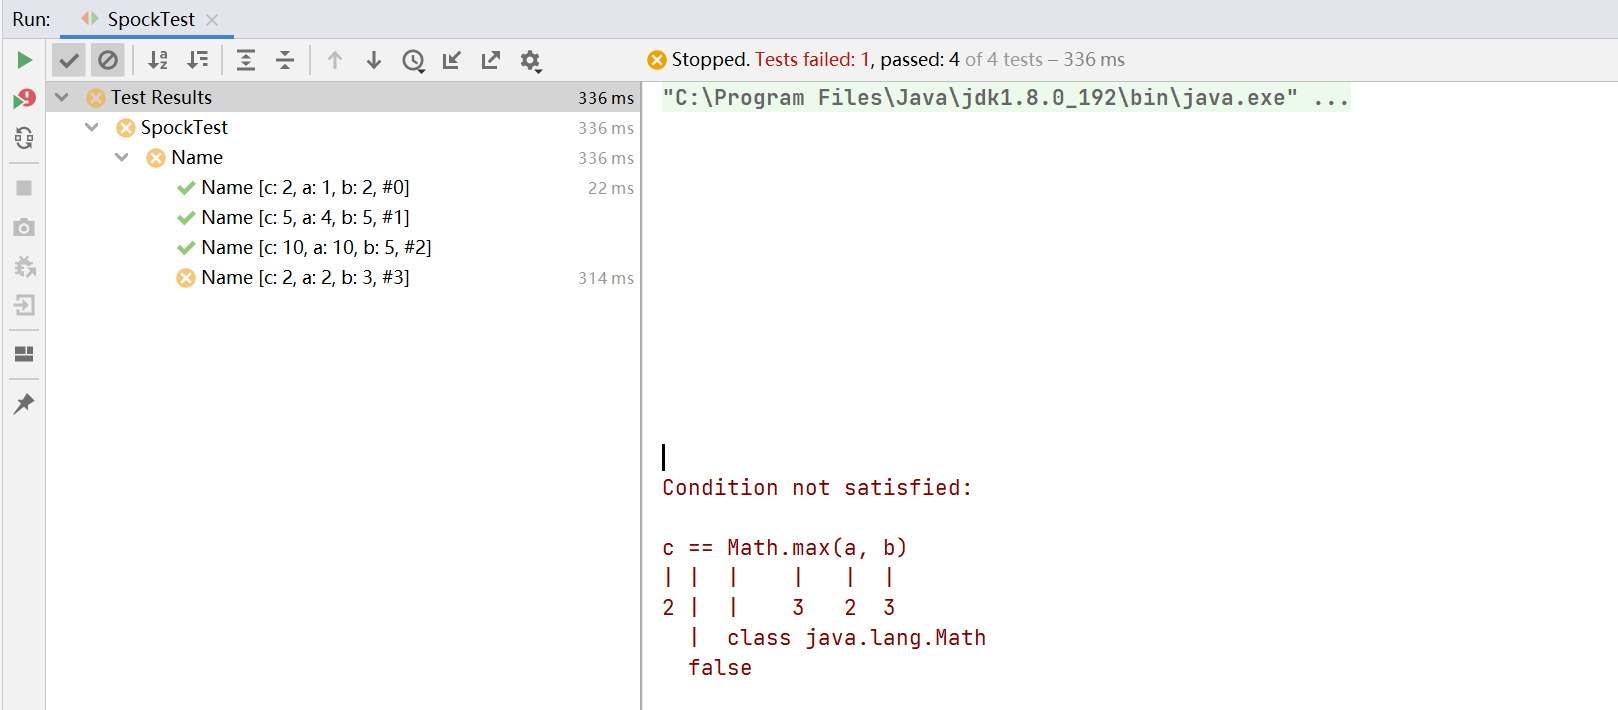 Run: SpockTest
Stopped. Tests failed: 1, passed: 4 of 4 tests – 336 ms
Test Results 336 ms
SpockTest 336 ms
Name 336 ms
Name [c: 2, a: 1, b: 2, #0] 22 ms
Name [c: 5, a: 4, b: 5, #1]
Name [c: 10, a: 10, b: 5, #2]
Name [c: 2, a: 2, b: 3, #3] 314 ms
"C:\Program Files\Java\jdk1.8.0_192\bin\java.exe" ...
Condition not satisfied:
c == Math.max(a, b)
| |  |    |   |  |
2 |  |    3   2  3
  |  class java.lang.Math
  false